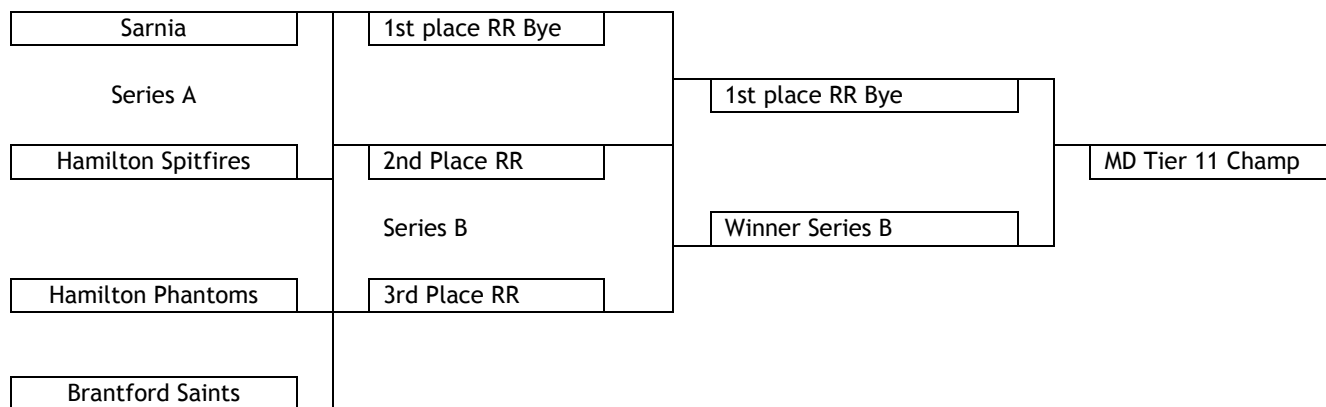 Sarnia
1st place RR Bye
Series A
1st place RR Bye
Hamilton Spitfires
2nd Place RR
MD Tier 11 Champ
Series B
Winner Series B
Hamilton Phantoms
3rd Place RR
Brantford Saints